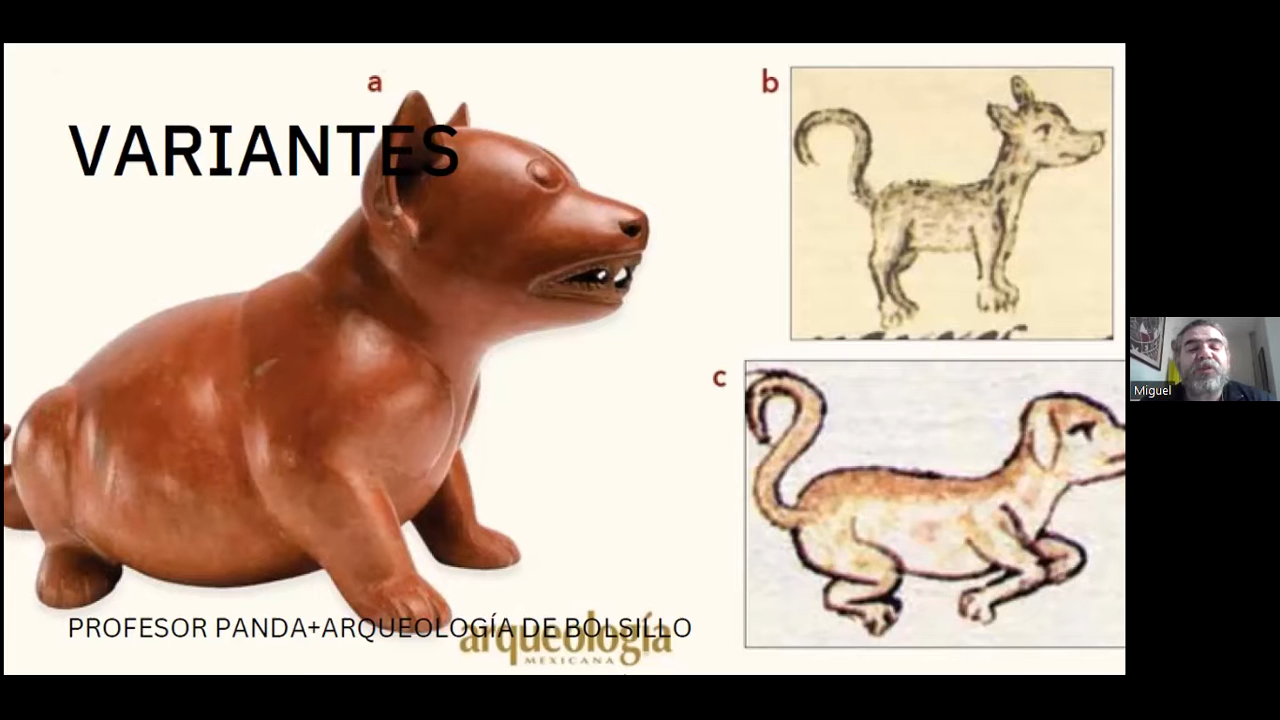 a
b
VARIANTES
c
Miguel
PROFESOR PANDA+ARQUEOLOGÍA DE BOLSILLO
arqueología
MEXICANA